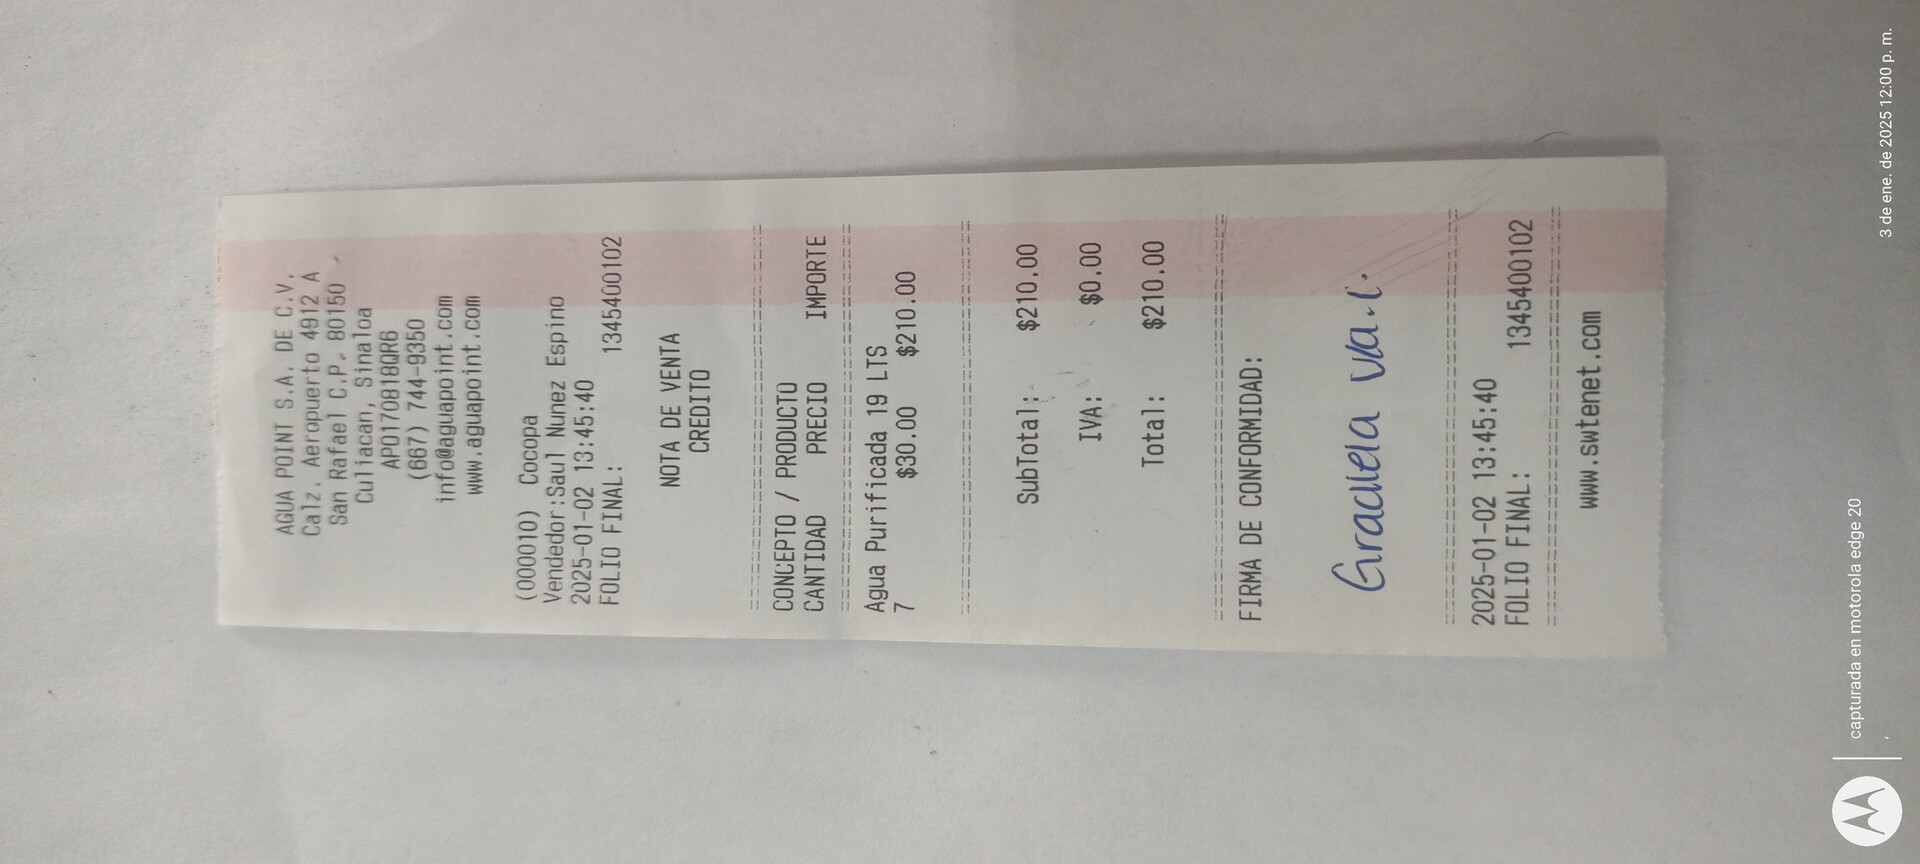 AGUA POINT S.A. DE C.V.
Calz. Aeropuerto 4912 A
San Rafael C.P. 80150
Culiacan, Sinaloa
APO170818QR6
(667) 744-9350
info@aguapoint.com
www.aguapoint.com
(000010) Cocopa
Vendedor:Saul Nunez Espino
2025-01-02 13:45:40
FOLIO FINAL: 1345400102
NOTA DE VENTA
CREDITO
CONCEPTO / PRODUCTO
CANTIDAD PRECIO IMPORTE
Agua Purificada 19 LTS
7 $30.00 $210.00
SubTotal: $210.00
IVA: $0.00
Total: $210.00
FIRMA DE CONFORMIDAD:
Graciela Va.l.
2025-01-02 13:45:40
FOLIO FINAL: 1345400102
www.swtenet.com
capturada en motorola edge 20
3 de ene. de 2025 12:00 p. m.